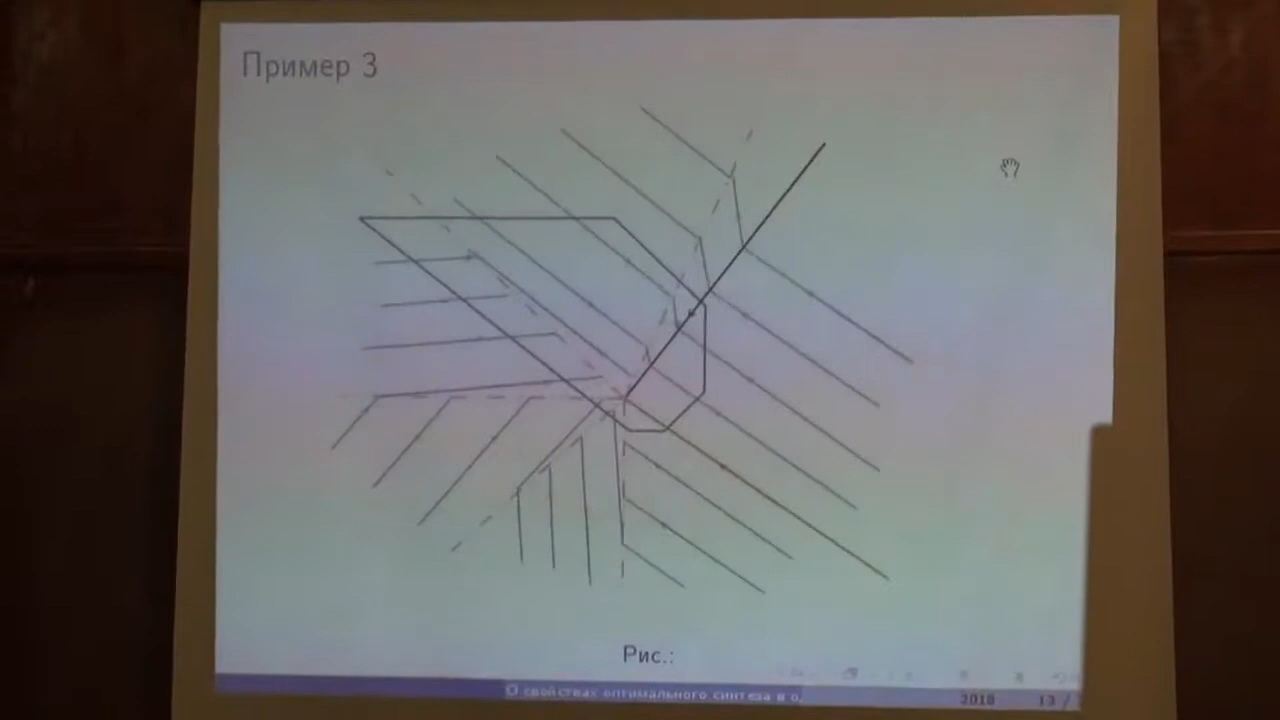 Пример 3
Рис.:
О свойствах оптимального синтеза в о.
2018
13 /